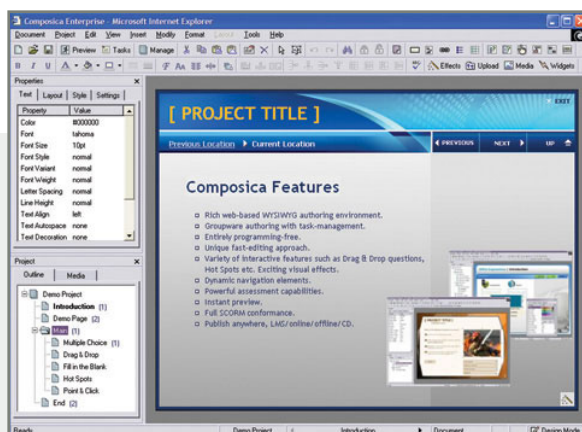 Composica Enterprise - Microsoft Internet Explorer
Document Project Edit View Insert Modify Format Layout Tools Help
Preview Tasks Manage
B I U Effects Upload Media Widgets
Properties
Text Layout Style Settings
Property Value
Color #000000
Font tahoma
Font Size 10pt
Font Style normal
Font Variant normal
Font Weight normal
Letter Spacing normal
Line Height normal
Text Align left
Text Autospace none
Text Decoration none
Project
Outline Media
Demo Project
Introduction (1)
Demo Page (2)
Main (1)
Multiple Choice (1)
Drag & Drop
Fill in the Blank
Hot Spots
Point & Click
End (2)
EXIT
[ PROJECT TITLE ]
Previous Location Current Location PREVIOUS NEXT UP
Composica Features
Rich web-based WYSIWYG authoring environment.
Groupware authoring with task-management.
Entirely programming-free.
Unique fast-editing approach.
Variety of interactive features such as Drag & Drop questions,
Hot Spots etc. Exciting visual effects.
Dynamic navigation elements.
Powerful assessment capabilities.
Instant preview.
Full SCORM conformance.
Publish anywhere, LMS/online/offline/CD.
Ready Demo Project Introduction Document Design Mode